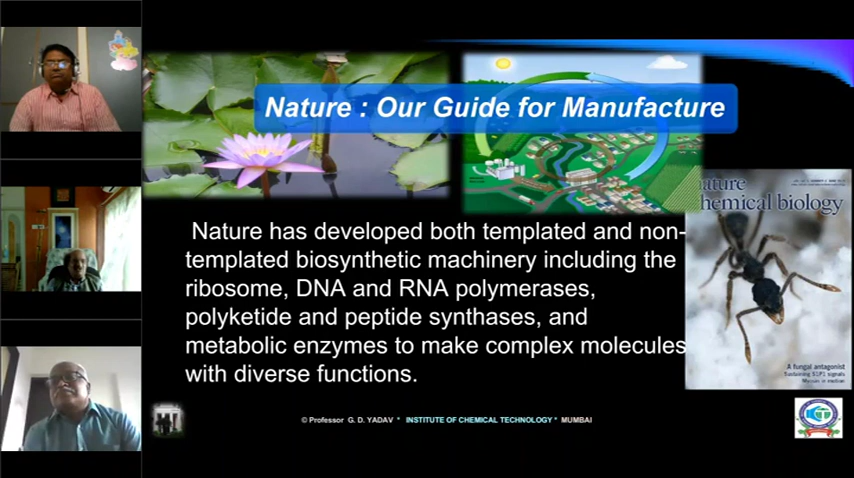 Nature : Our Guide for Manufacture
nature
chemical biology
Nature has developed both templated and non-
templated biosynthetic machinery including the
ribosome, DNA and RNA polymerases,
polyketide and peptide synthases, and
metabolic enzymes to make complex molecules
with diverse functions.
A fungal antagonist
Sustaining S1P1 signals
© Professor G. D. YADAV * INSTITUTE OF CHEMICAL TECHNOLOGY * MUMBAI